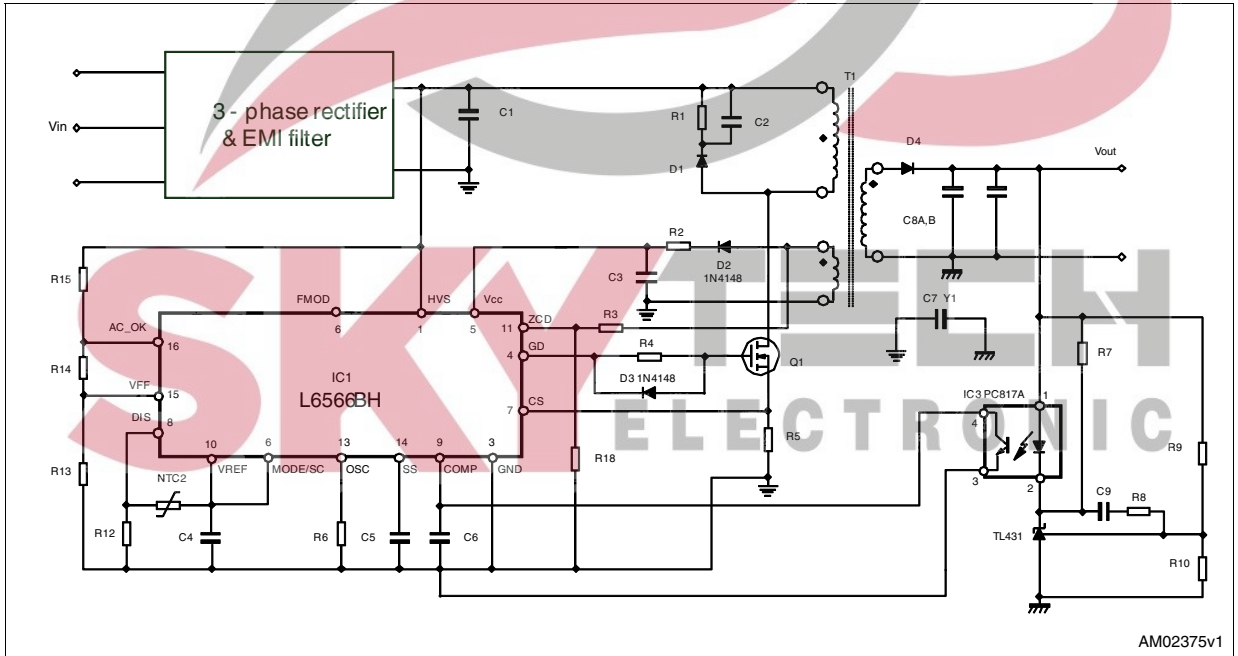 T1
3 - phase rectifier
& EMI filter
Vin
C1
R1
C2
D1
D4
Vout
C8A,B
R2
D2
1N4148
C3
R15
FMOD
HVS
Vcc
6
1
5
ZCD
11
R3
C7 Y1
AC_OK
16
GD
4
R4
Q1
R7
R14
IC1
L6566BH
D3 1N4148
VFF
15
DIS
8
CS
7
IC3 PC817A
1
4
R5
R9
R13
10
VREF
6
MODE/SC
13
OSC
14
SS
9
COMP
3
GND
R18
NTC2
3
2
C9
R8
R12
C4
R6
C5
C6
TL431
R10
SKYTECH
ELECTRONIC
AM02375v1